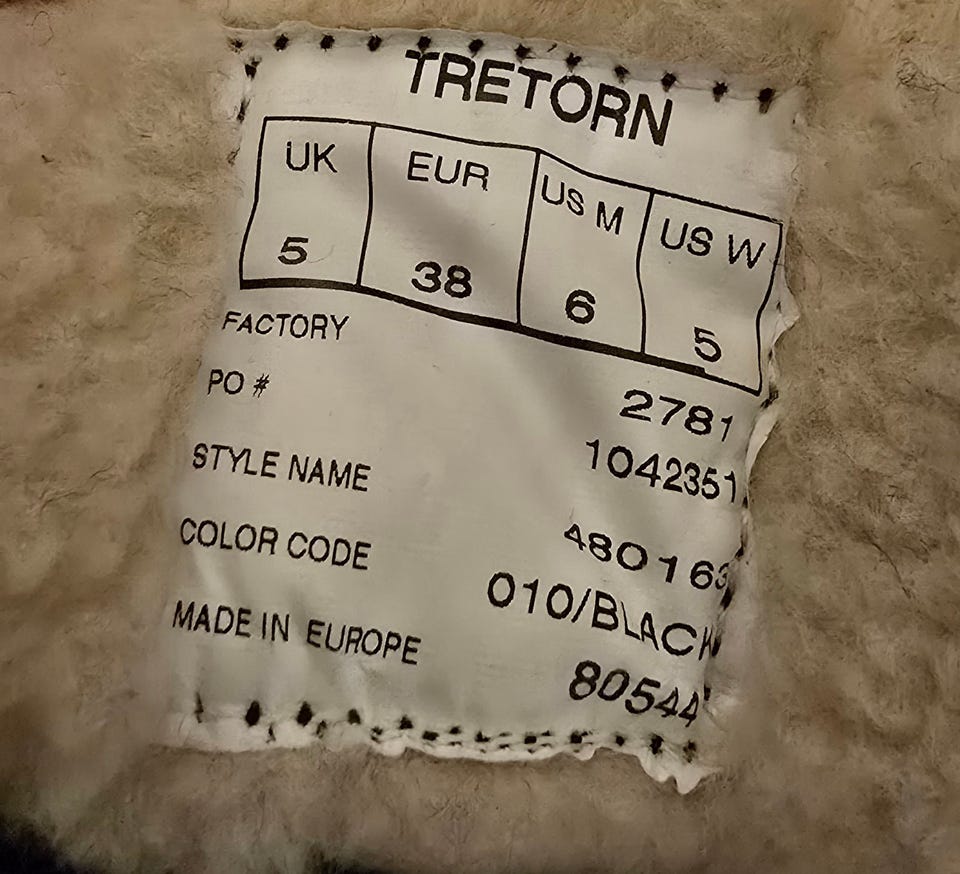 TRETORN
UK EUR US M US W
5 38 6 5
FACTORY 2781
PO # 1042351
STYLE NAME 480163
COLOR CODE 010/BLACK
MADE IN EUROPE 80544